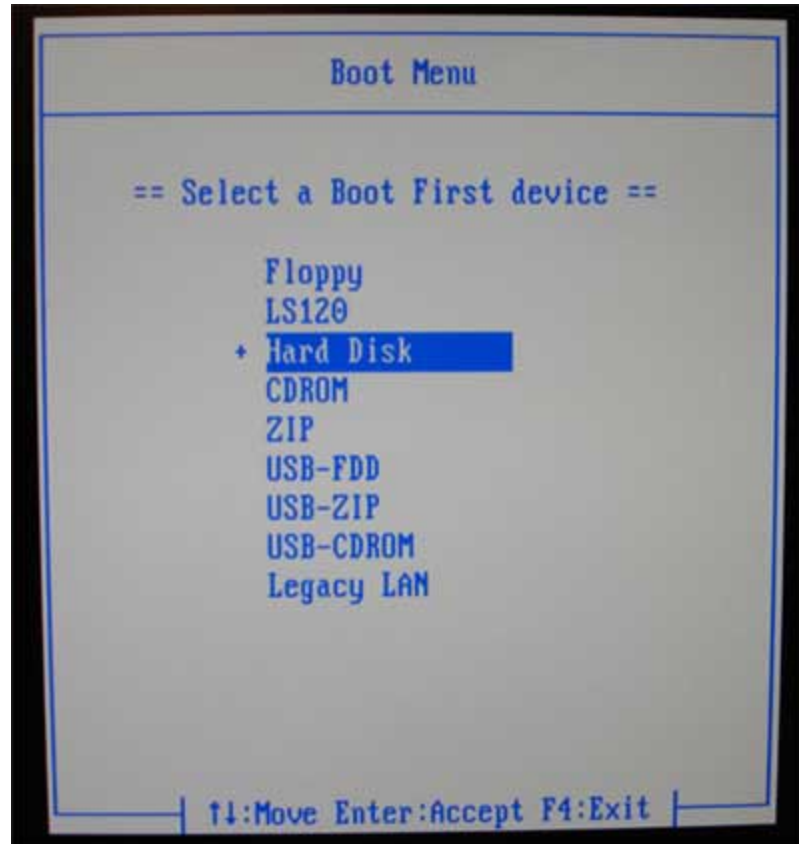 Boot Menu
== Select a Boot First device ==
Floppy
LS120
+ Hard Disk
CDROM
ZIP
USB-FDD
USB-ZIP
USB-CDROM
Legacy LAN
↑↓:Move Enter:Accept F4:Exit